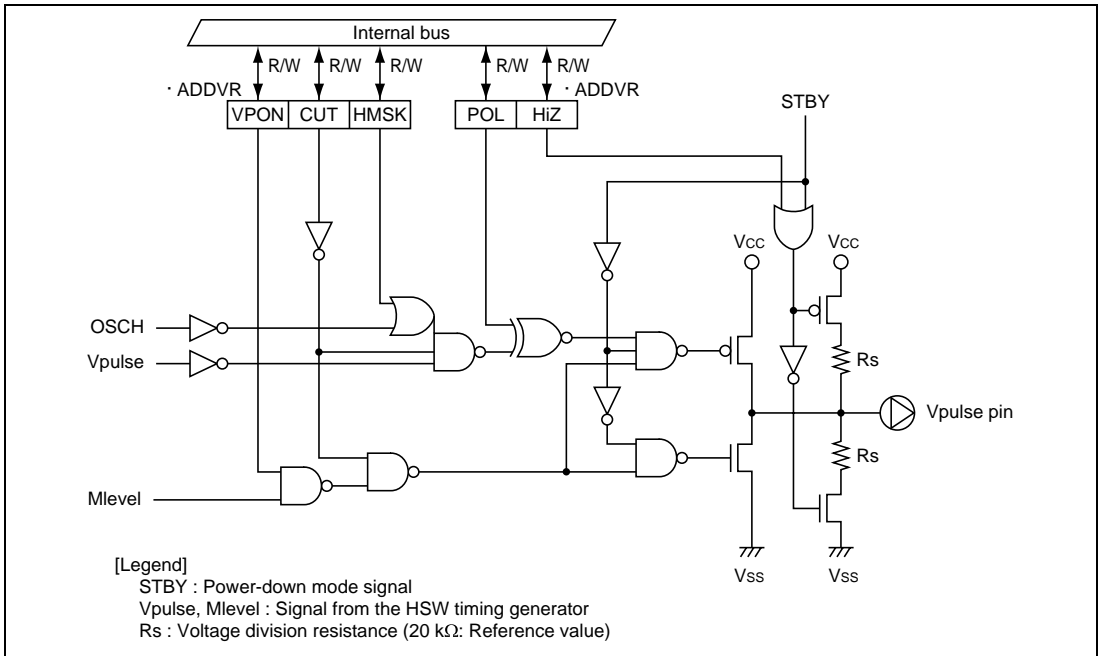 Internal bus
R/W R/W R/W R/W R/W
· ADDVR · ADDVR
VPON CUT HMSK POL HiZ
STBY
VCC VCC
OSCH
Vpulse
Rs
Vpulse pin
Rs
Mlevel
VSS VSS
[Legend]
STBY : Power-down mode signal
Vpulse, Mlevel : Signal from the HSW timing generator
Rs : Voltage division resistance (20 kΩ: Reference value)